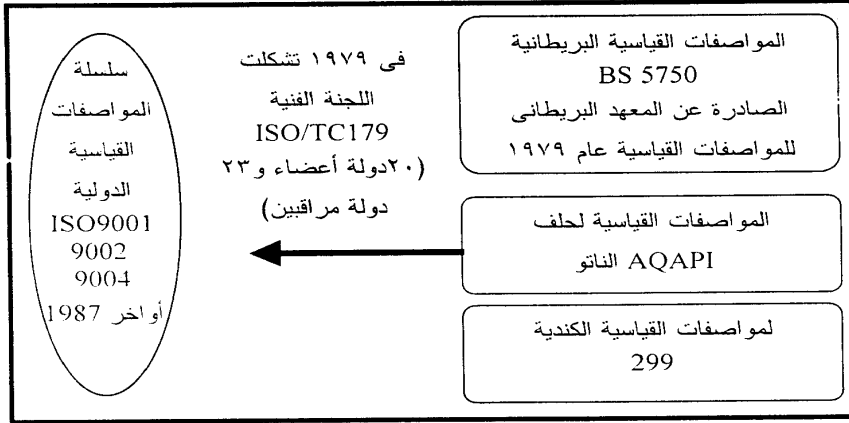 المواصفات القياسية البريطانية
BS 5750
الصادرة عن المعهد البريطانى
للمواصفات القياسية عام ١٩٧٩
المواصفات القياسية لحلف
الناتو AQAPI
لمواصفات القياسية الكندية
299
فى ١٩٧٩ تشكلت
اللجنة الفنية
ISO/TC179
(٢٠دولة أعضاء و٢٣
دولة مراقبين)
سلسلة
المواصفات
القياسية
الدولية
ISO9001
9002
9004
أواخر 1987